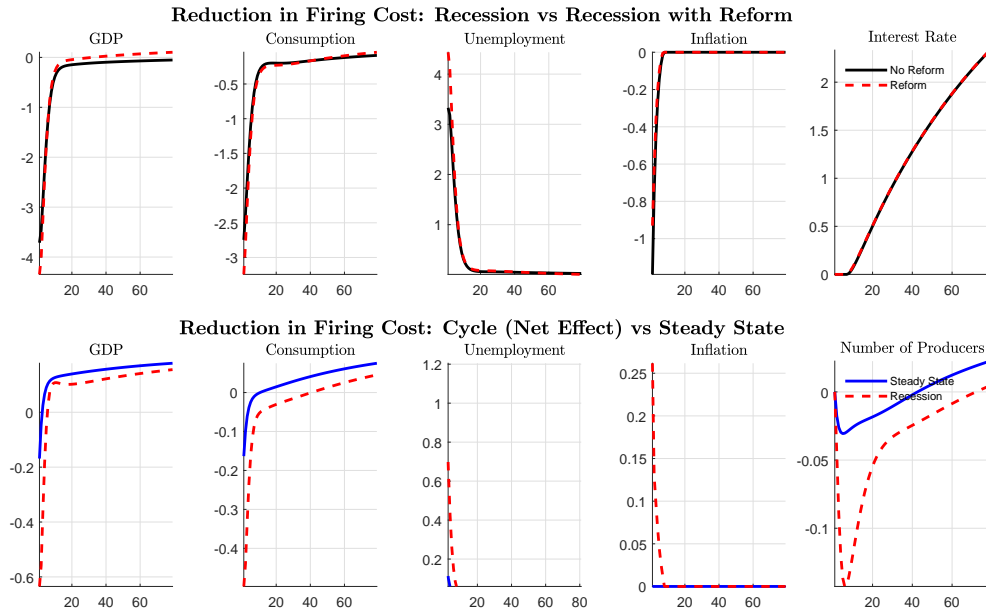 Reduction in Firing Cost: Recession vs Recession with Reform
GDP
Consumption
Unemployment
Inflation
Interest Rate
0
-1
-2
-3
-4
20 40 60
-0.5
-1
-1.5
-2
-2.5
-3
20 40 60
4
3
2
1
20 40 60
0
-0.2
-0.4
-0.6
-0.8
-1
20 40 60
2
1.5
1
0.5
0
20 40 60
No Reform
Reform
Reduction in Firing Cost: Cycle (Net Effect) vs Steady State
GDP
Consumption
Unemployment
Inflation
Number of Producers
0
-0.2
-0.4
-0.6
20 40 60
0
-0.1
-0.2
-0.3
-0.4
20 40 60
1.2
1
0.8
0.6
0.4
0.2
20 40 60 80
0.25
0.2
0.15
0.1
0.05
0
20 40 60
0
-0.05
-0.1
20 40 60
Steady State
Recession